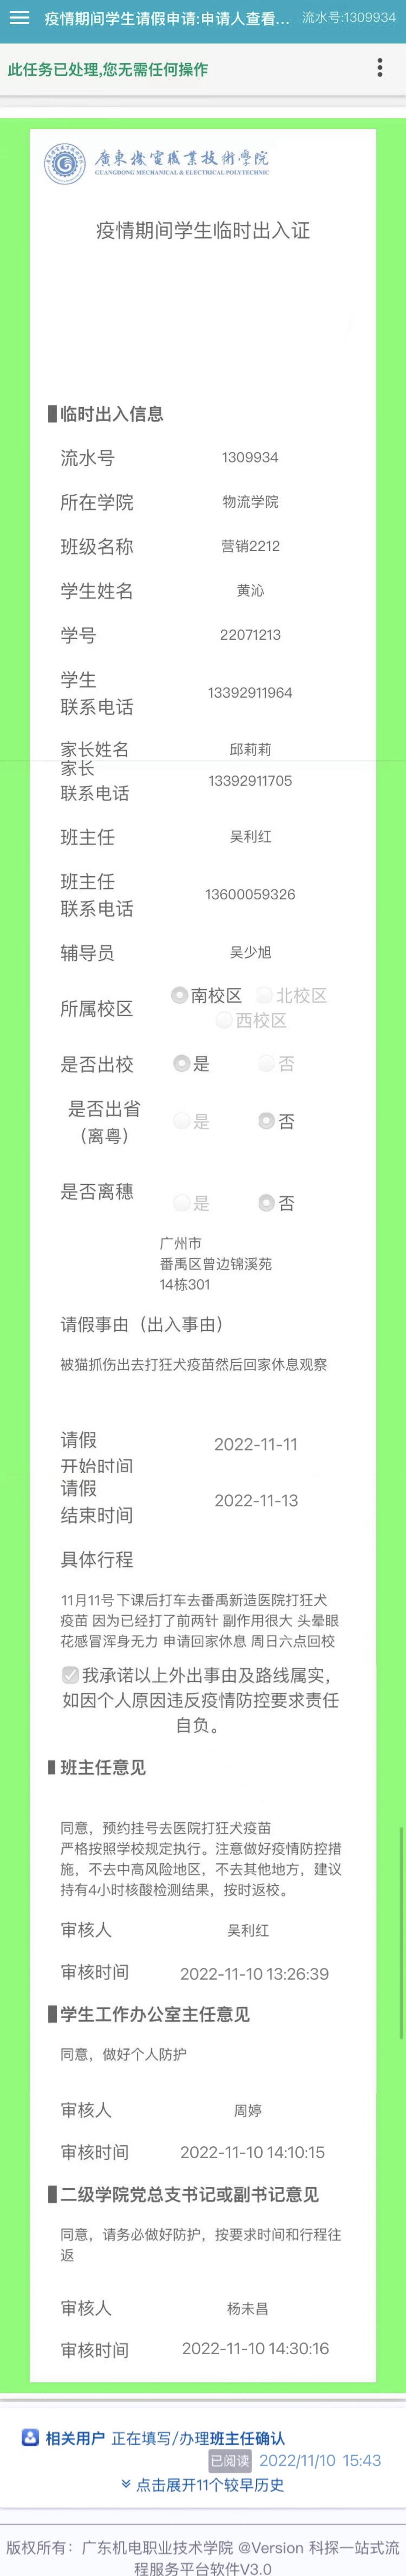 疫情期间学生请假申请:申请人查看... 流水号:1309934
此任务已处理,您无需任何操作
廣東機電職業技術學院
GUANGDONG MECHANICAL & ELECTRICAL POLYTECHNIC
疫情期间学生临时出入证
临时出入信息
流水号 1309934
所在学院 物流学院
班级名称 营销2212
学生姓名 黄沁
学号 22071213
学生
联系电话 13392911964
家长姓名 邱莉莉
家长
联系电话 13392911705
班主任 吴利红
班主任
联系电话 13600059326
辅导员 吴少旭
所属校区 南校区 北校区
西校区
是否出校 是 否
是否出省
（离粤） 是 否
是否离穗 是 否
广州市
番禺区曾边锦溪苑
14栋301
请假事由（出入事由）
被猫抓伤出去打狂犬疫苗然后回家休息观察
请假
开始时间 2022-11-11
请假
结束时间 2022-11-13
具体行程
11月11号下课后打车去番禺新造医院打狂犬
疫苗 因为已经打了前两针 副作用很大 头晕眼
花感冒浑身无力 申请回家休息 周日六点回校
我承诺以上外出事由及路线属实，
如因个人原因违反疫情防控要求责任
自负。
班主任意见
同意，预约挂号去医院打狂犬疫苗
严格按照学校规定执行。注意做好疫情防控措
施，不去中高风险地区，不去其他地方，建议
持有4小时核酸检测结果，按时返校。
审核人 吴利红
审核时间 2022-11-10 13:26:39
学生工作办公室主任意见
同意，做好个人防护
审核人 周婷
审核时间 2022-11-10 14:10:15
二级学院党总支书记或副书记意见
同意，请务必做好防护，按要求时间和行程往
返
审核人 杨未昌
审核时间 2022-11-10 14:30:16
相关用户 正在填写/办理班主任确认
已阅读 2022/11/10 15:43
点击展开11个较早历史
版权所有：广东机电职业技术学院 @Version 科探一站式流
程服务平台软件V3.0